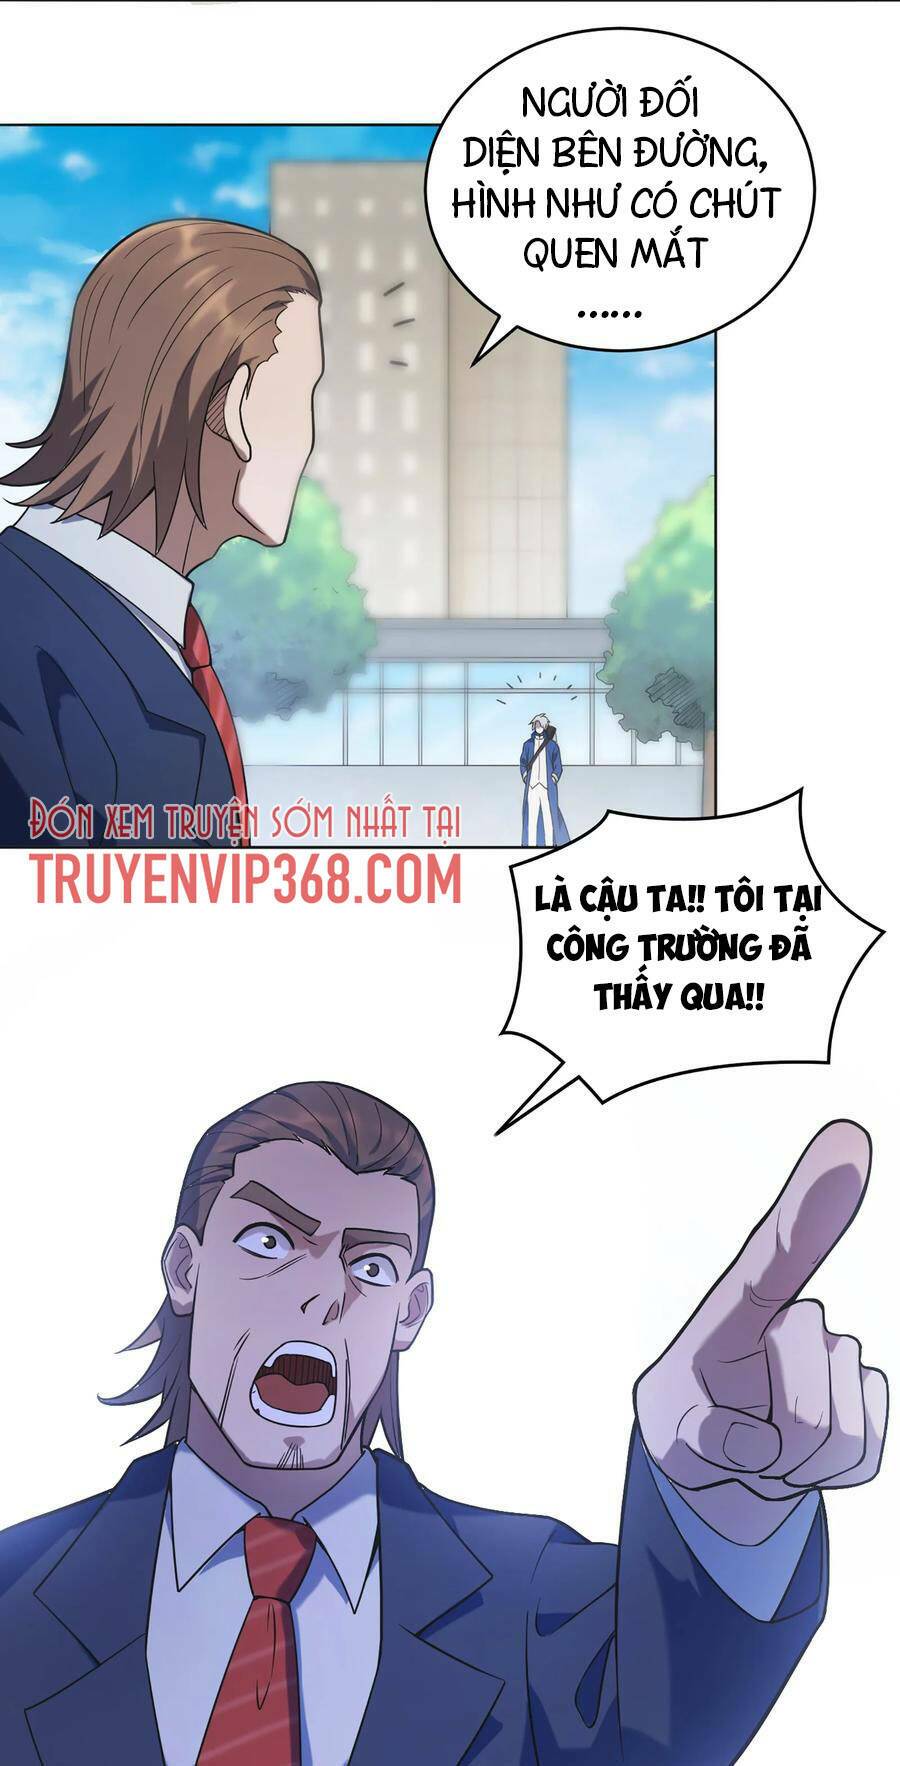 NGƯỜI ĐỐI
DIỆN BÊN ĐƯỜNG,
HÌNH NHƯ CÓ CHÚT
QUEN MẮT
......
ĐÓN XEM TRUYỆN SỚM NHẤT TẠI
TRUYENVIP368.COM
LÀ CẬU TA!! TÔI TẠI
CÔNG TRƯỜNG ĐÃ
THẤY QUA!!